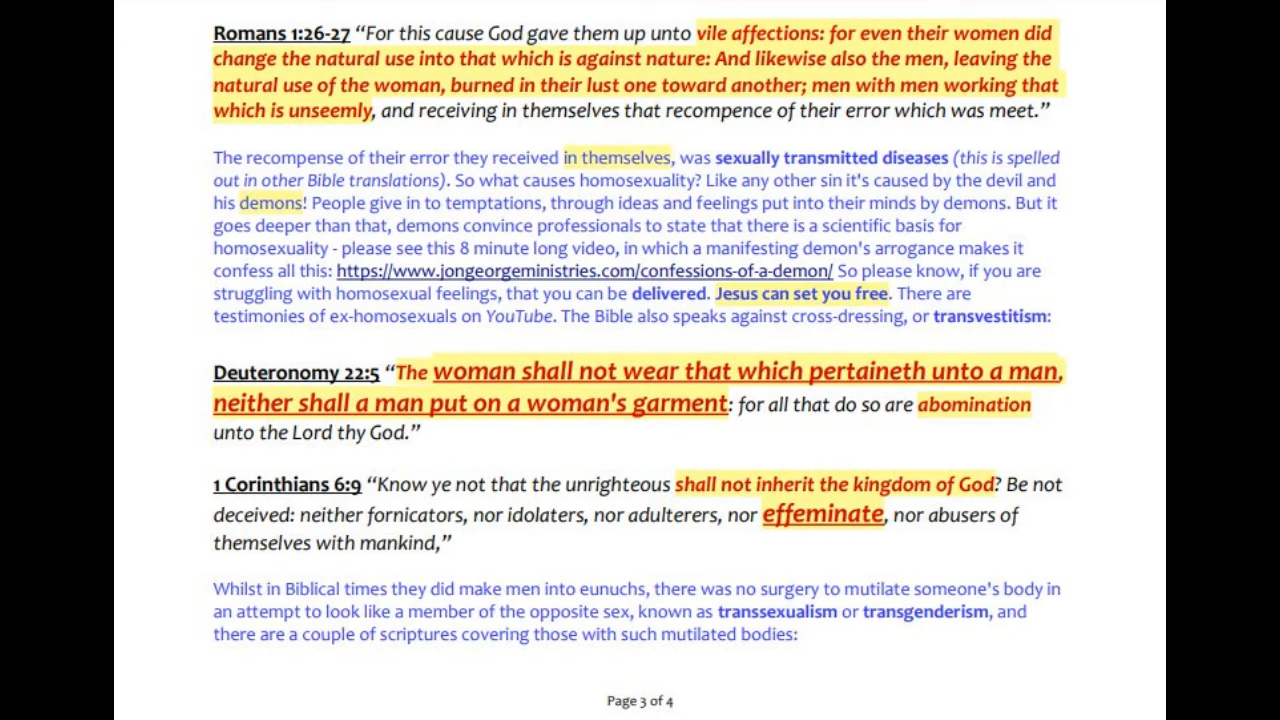 Romans 1:26-27 “For this cause God gave them up unto vile affections: for even their women did
change the natural use into that which is against nature: And likewise also the men, leaving the
natural use of the woman, burned in their lust one toward another; men with men working that
which is unseemly, and receiving in themselves that recompence of their error which was meet.”
The recompense of their error they received in themselves, was sexually transmitted diseases (this is spelled
out in other Bible translations). So what causes homosexuality? Like any other sin it's caused by the devil and
his demons! People give in to temptations, through ideas and feelings put into their minds by demons. But it
goes deeper than that, demons convince professionals to state that there is a scientific basis for
homosexuality - please see this 8 minute long video, in which a manifesting demon's arrogance makes it
confess all this: https://www.jongeorgeministries.com/confessions-of-a-demon/ So please know, if you are
struggling with homosexual feelings, that you can be delivered. Jesus can set you free. There are
testimonies of ex-homosexuals on YouTube. The Bible also speaks against cross-dressing, or transvestitism:
Deuteronomy 22:5 “The woman shall not wear that which pertaineth unto a man,
neither shall a man put on a woman's garment: for all that do so are abomination
unto the Lord thy God.”
1 Corinthians 6:9 “Know ye not that the unrighteous shall not inherit the kingdom of God? Be not
deceived: neither fornicators, nor idolaters, nor adulterers, nor effeminate, nor abusers of
themselves with mankind,”
Whilst in Biblical times they did make men into eunuchs, there was no surgery to mutilate someone's body in
an attempt to look like a member of the opposite sex, known as transsexualism or transgenderism, and
there are a couple of scriptures covering those with such mutilated bodies:
Page 3 of 4